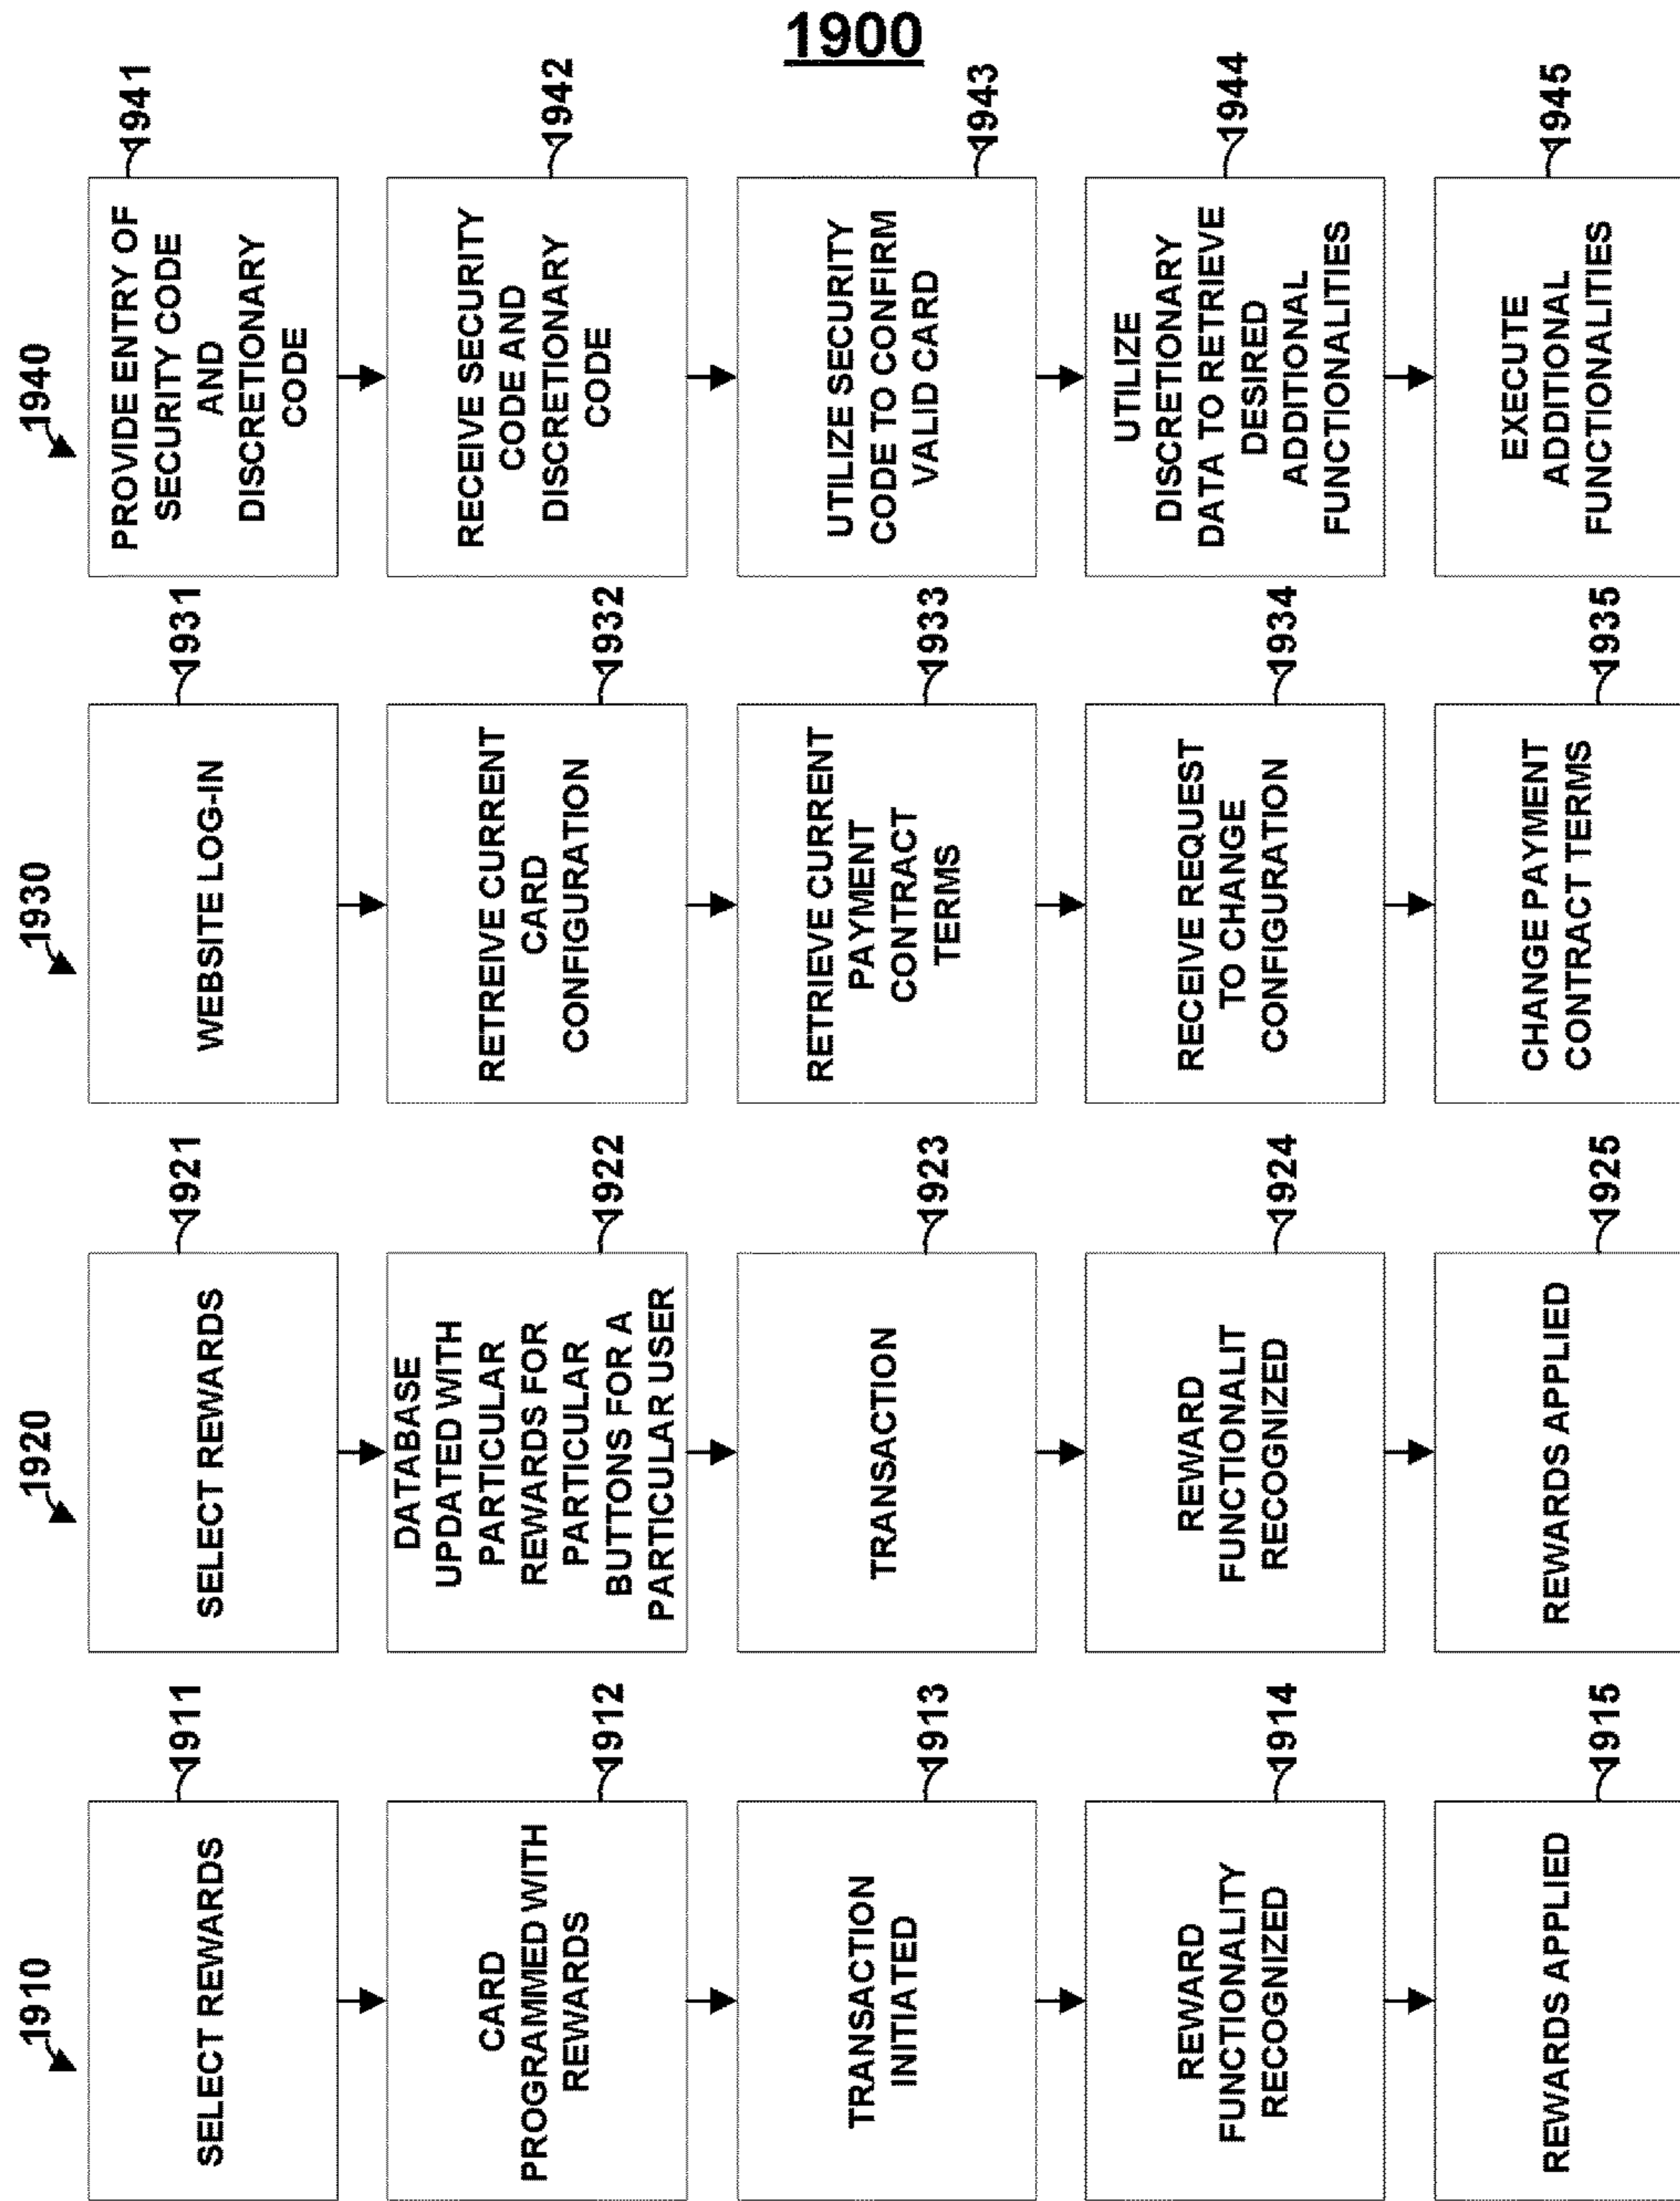 1910
SELECT REWARDS
1911
CARD
PROGRAMMED WITH
REWARDS
1912
TRANSACTION
INITIATED
1913
REWARD
FUNCTIONALITY
RECOGNIZED
1914
REWARDS APPLIED
1915
1920
SELECT REWARDS
1921
DATABASE
UPDATED WITH
PARTICULAR
REWARDS FOR
PARTICULAR
BUTTONS FOR A
PARTICULAR USER
1922
TRANSACTION
1923
REWARD
FUNCTIONALIT
RECOGNIZED
1924
REWARDS APPLIED
1925
1930
WEBSITE LOG-IN
1931
RETREIVE CURRENT
CARD
CONFIGURATION
1932
RETRIEVE CURRENT
PAYMENT
CONTRACT
TERMS
1933
RECEIVE REQUEST
TO CHANGE
CONFIGURATION
1934
CHANGE PAYMENT
CONTRACT TERMS
1935
1940
PROVIDE ENTRY OF
SECURITY CODE
AND
DISCRETIONARY
CODE
1941
RECEIVE SECURITY
CODE AND
DISCRETIONARY
CODE
1942
UTILIZE SECURITY
CODE TO CONFIRM
VALID CARD
1943
UTILIZE
DISCRETIONARY
DATA TO RETRIEVE
DESIRED
ADDITIONAL
FUNCTIONALITIES
1944
EXECUTE
ADDITIONAL
FUNCTIONALITIES
1945
1900